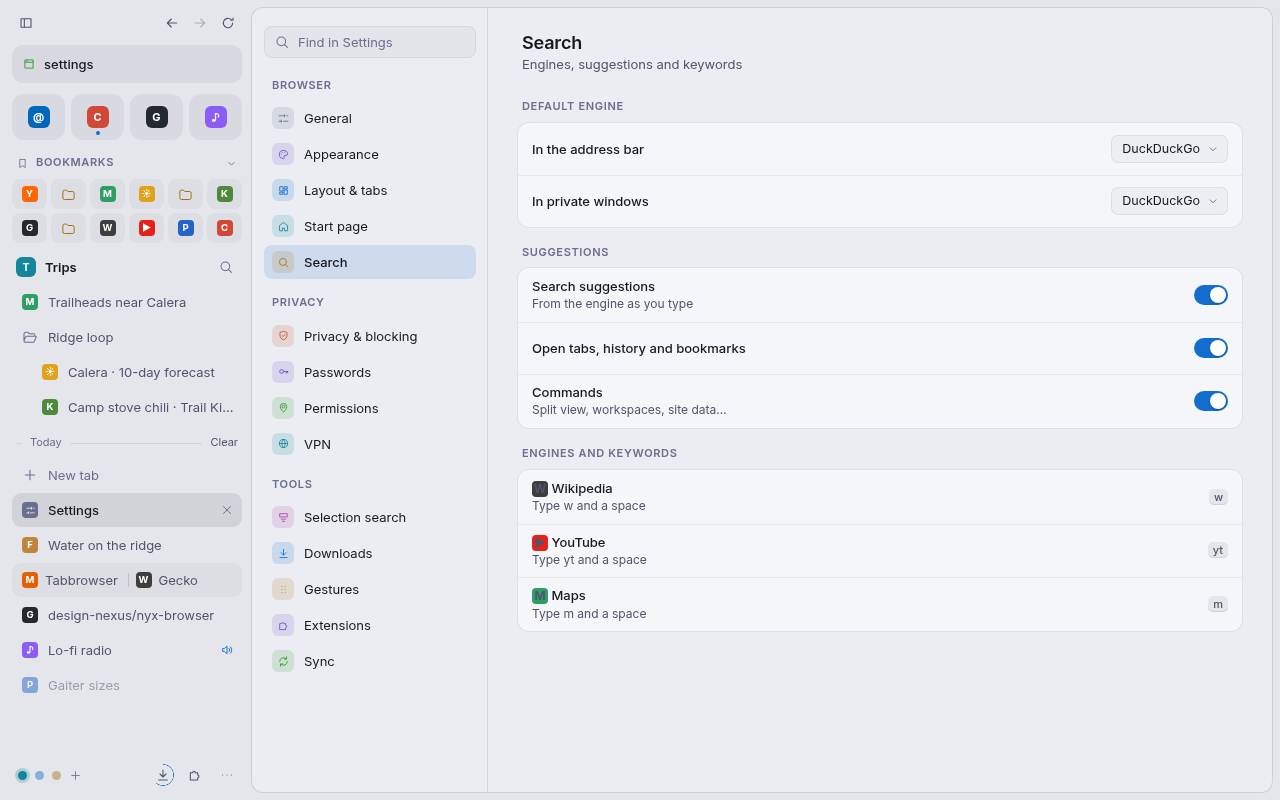 settings
@
C
G
BOOKMARKS
Y
M
K
G
W
P
C
T Trips
M Trailheads near Calera
Ridge loop
Calera · 10-day forecast
K Camp stove chili · Trail Ki...
Today
Clear
New tab
Settings
F Water on the ridge
M Tabbrowser
W Gecko
G design-nexus/nyx-browser
Lo-fi radio
P Gaiter sizes
Find in Settings
BROWSER
General
Appearance
Layout & tabs
Start page
Search
PRIVACY
Privacy & blocking
Passwords
Permissions
VPN
TOOLS
Selection search
Downloads
Gestures
Extensions
Sync
Search
Engines, suggestions and keywords
DEFAULT ENGINE
In the address bar
DuckDuckGo
In private windows
DuckDuckGo
SUGGESTIONS
Search suggestions
From the engine as you type
Open tabs, history and bookmarks
Commands
Split view, workspaces, site data...
ENGINES AND KEYWORDS
W Wikipedia
Type w and a space
w
YouTube
Type yt and a space
yt
M Maps
Type m and a space
m